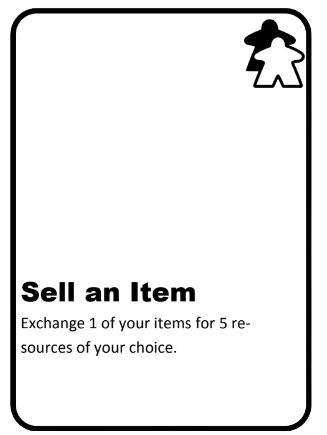 Sell an Item
Exchange 1 of your items for 5 re-
sources of your choice.